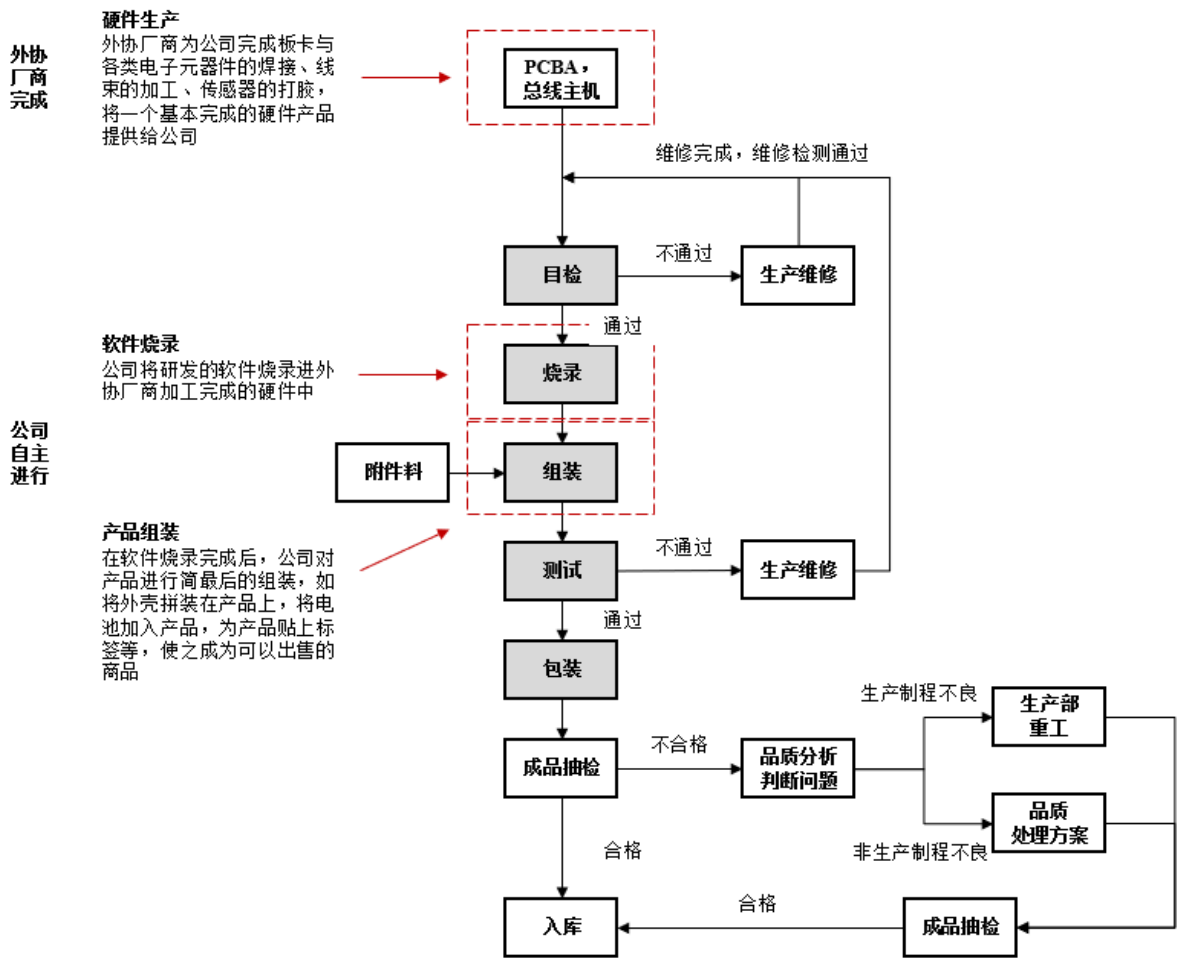 硬件生产
外协厂商为公司完成板卡与
各类电子元器件的焊接、线
束的加工、传感器的打胶，
将一个基本完成的硬件产品
提供给公司
外协
厂商
完成
PCBA，
总线主机
维修完成，维修检测通过
目检
不通过
生产维修
通过
软件烧录
公司将研发的软件烧录进外
协厂商加工完成的硬件中
烧录
公司
自主
进行
附件料
组装
产品组装
在软件烧录完成后，公司对
产品进行简最后的组装，如
将外壳拼装在产品上，将电
池加入产品，为产品贴上标
签等，使之成为可以出售的
商品
测试
不通过
生产维修
通过
包装
成品抽检
不合格
品质分析
判断问题
生产制程不良
生产部
重工
品质
处理方案
非生产制程不良
合格
入库
合格
成品抽检